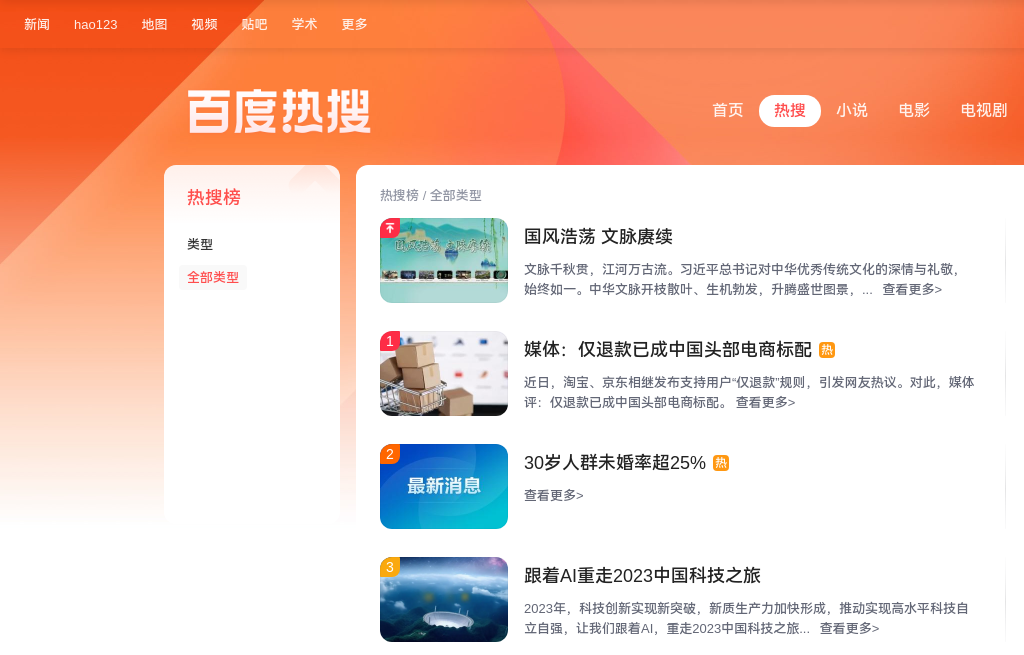 新闻 hao123 地图 视频 贴吧 学术 更多
百度热搜
首页 热搜 小说 电影 电视剧
热搜榜
类型
全部类型
热搜榜 / 全部类型
国风浩荡 文脉赓续
国风浩荡 文脉赓续
文脉千秋贯，江河万古流。习近平总书记对中华优秀传统文化的深情与礼敬，
始终如一。中华文脉开枝散叶、生机勃发，升腾盛世图景，... 查看更多>
1
媒体：仅退款已成中国头部电商标配 热
近日，淘宝、京东相继发布支持用户“仅退款”规则，引发网友热议。对此，媒体
评：仅退款已成中国头部电商标配。 查看更多>
2
最新消息
30岁人群未婚率超25% 热
查看更多>
3
跟着AI重走2023中国科技之旅
2023年，科技创新实现新突破，新质生产力加快形成，推动实现高水平科技自
立自强，让我们跟着AI，重走2023中国科技之旅... 查看更多>